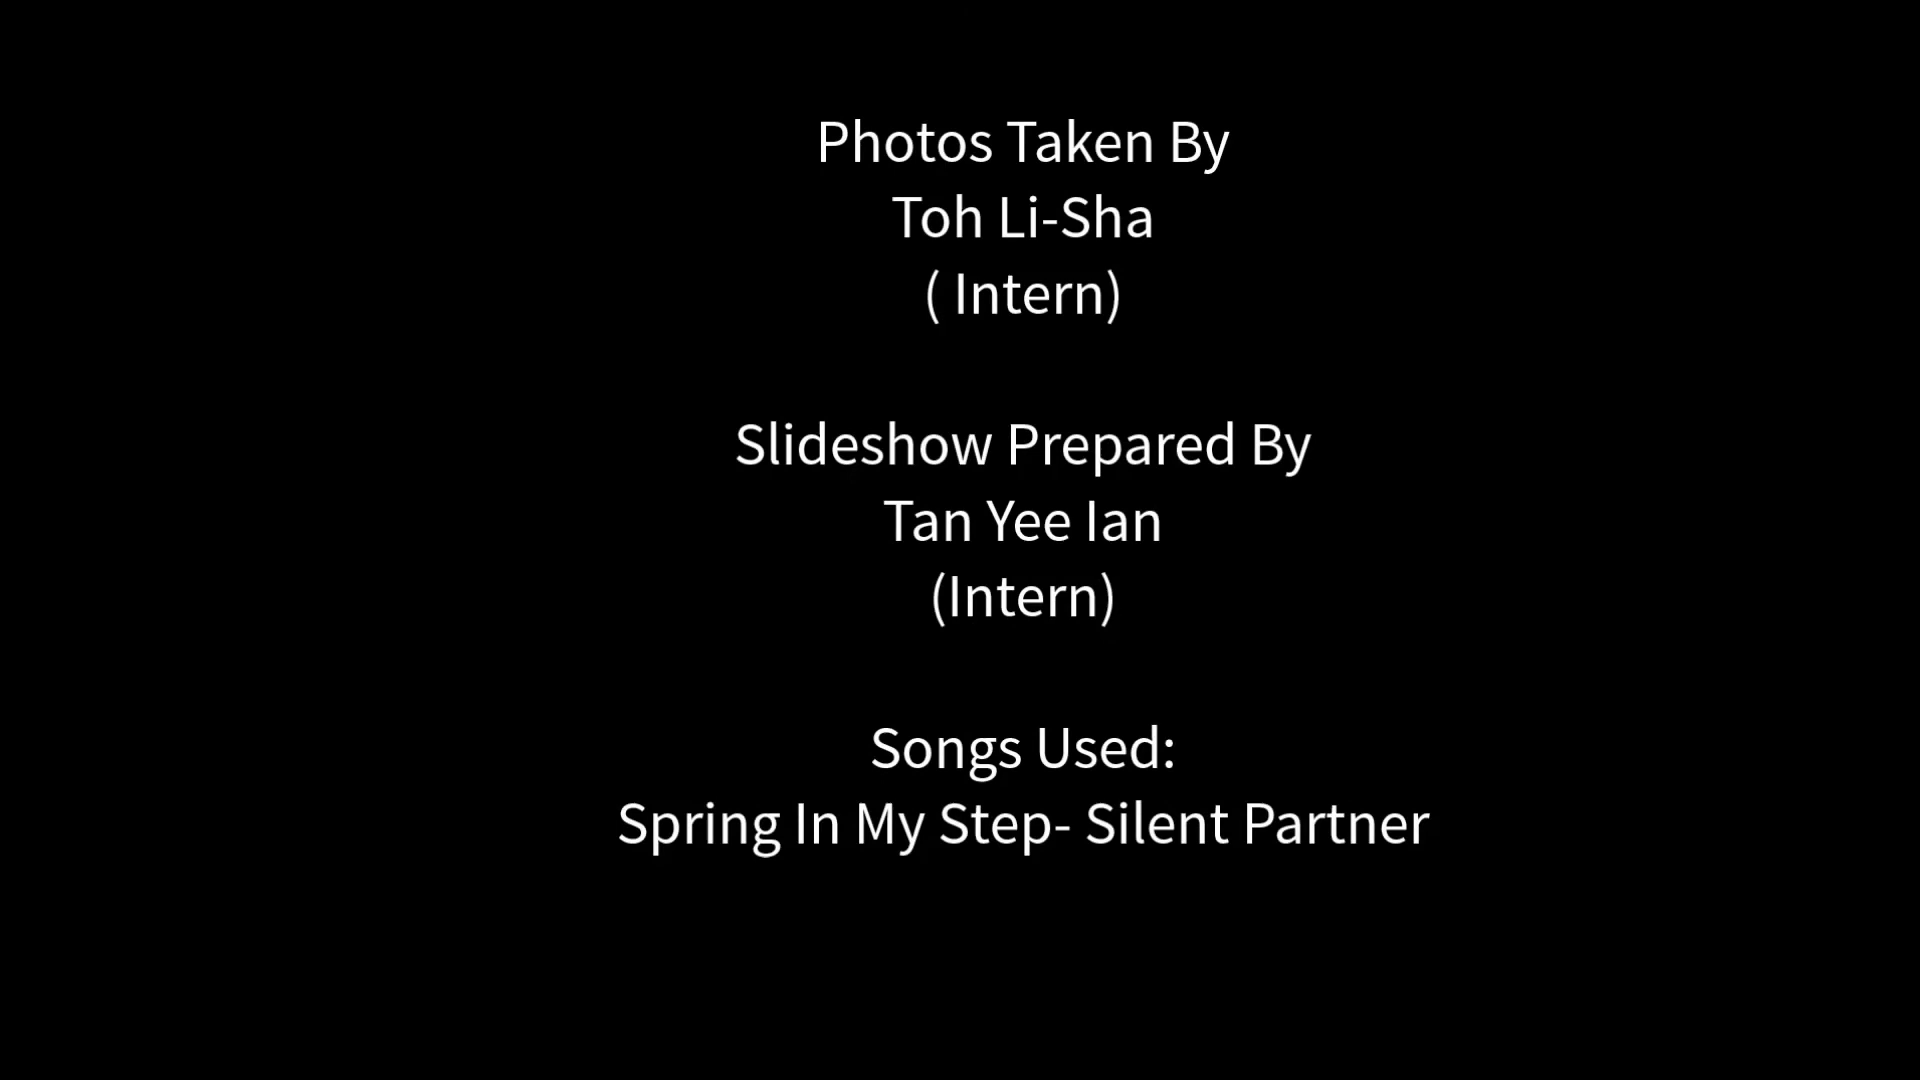 Photos Taken By
Toh Li-Sha
( Intern)
Slideshow Prepared By
Tan Yee Ian
(Intern)
Songs Used:
Spring In My Step- Silent Partner